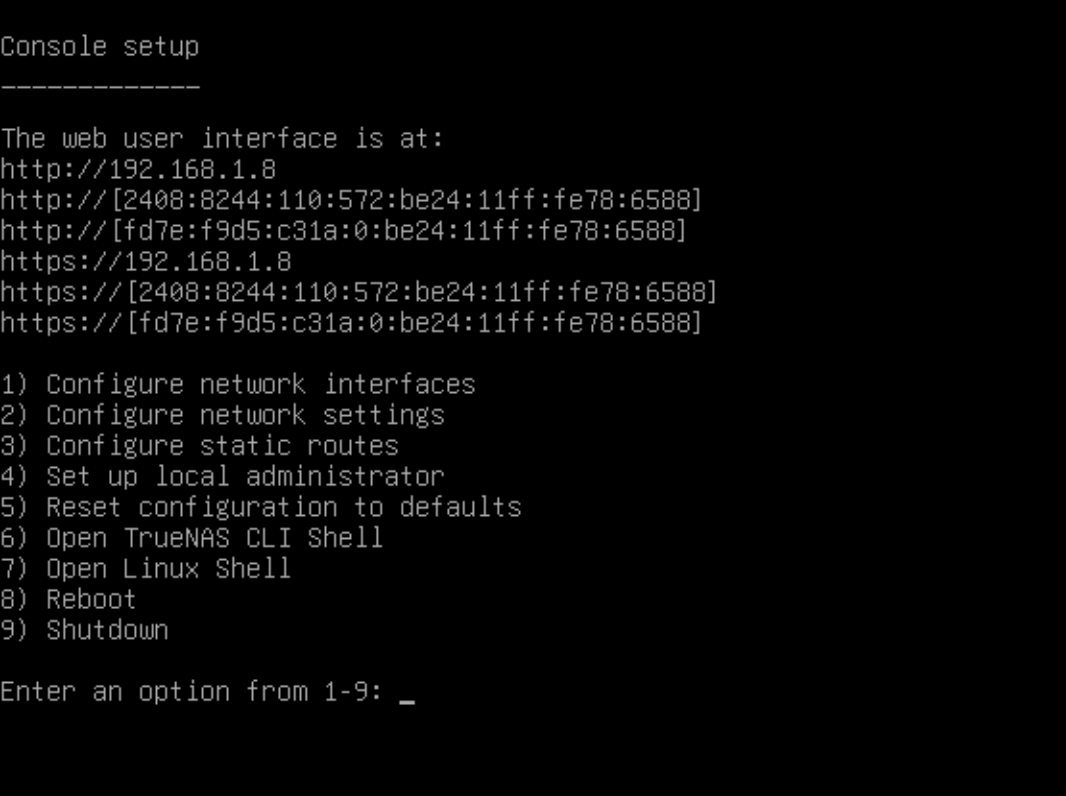 Console setup
-------------
The web user interface is at:
http://192.168.1.8
http://[2408:8244:110:572:be24:11ff:fe78:6588]
http://[fd7e:f9d5:c31a:0:be24:11ff:fe78:6588]
https://192.168.1.8
https://[2408:8244:110:572:be24:11ff:fe78:6588]
https://[fd7e:f9d5:c31a:0:be24:11ff:fe78:6588]
1) Configure network interfaces
2) Configure network settings
3) Configure static routes
4) Set up local administrator
5) Reset configuration to defaults
6) Open TrueNAS CLI Shell
7) Open Linux Shell
8) Reboot
9) Shutdown
Enter an option from 1-9: _